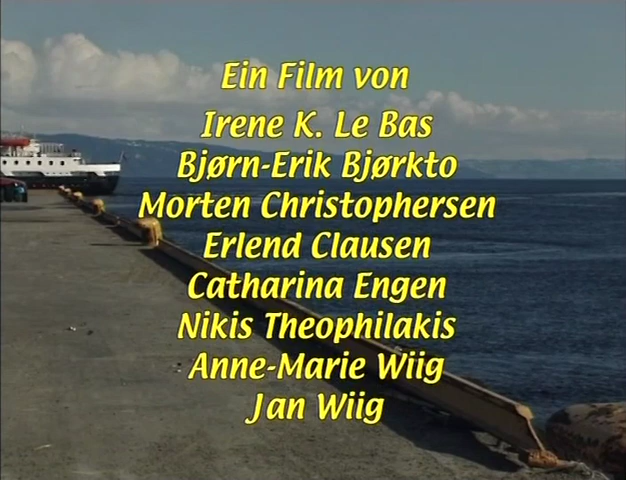 Ein Film von
Irene K. Le Bas
Bjørn-Erik Bjørkto
Morten Christophersen
Erlend Clausen
Catharina Engen
Nikis Theophilakis
Anne-Marie Wiig
Jan Wiig